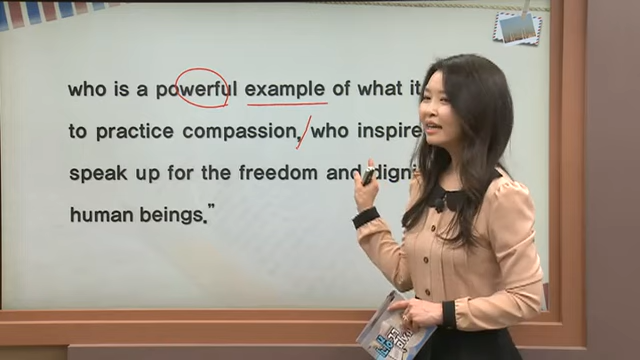 who is a powerful example of what it
to practice compassion, who inspire
speak up for the freedom and digni
human beings.”